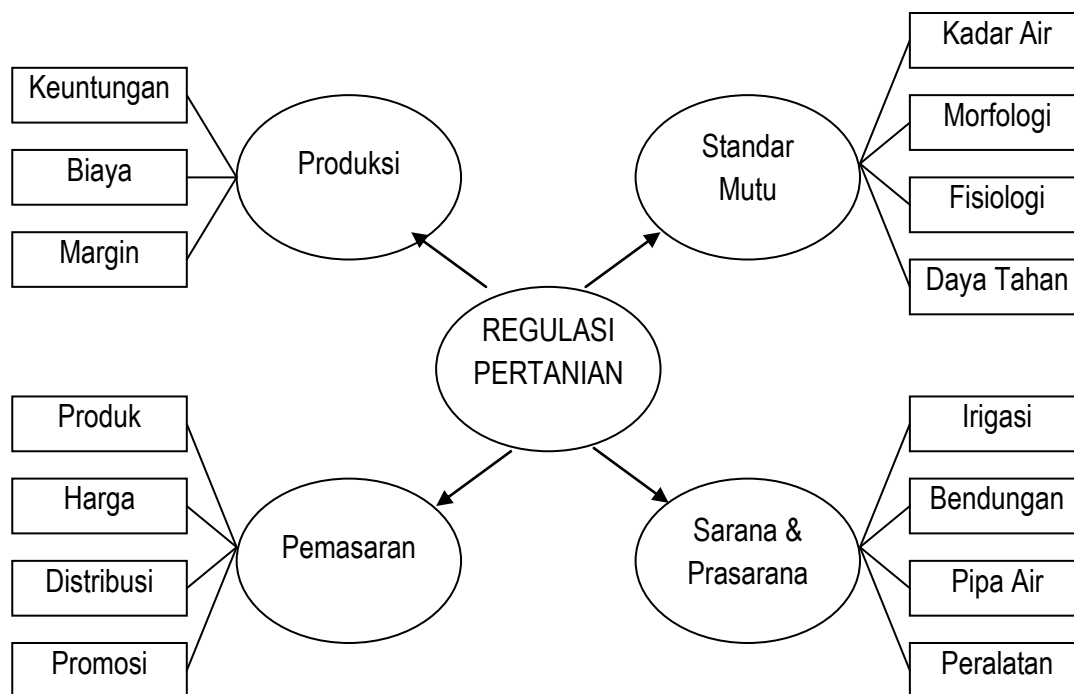 Keuntungan
Biaya
Margin
Produksi
Standar
Mutu
Kadar Air
Morfologi
Fisiologi
Daya Tahan
REGULASI
PERTANIAN
Produk
Harga
Distribusi
Promosi
Pemasaran
Sarana &
Prasarana
Irigasi
Bendungan
Pipa Air
Peralatan